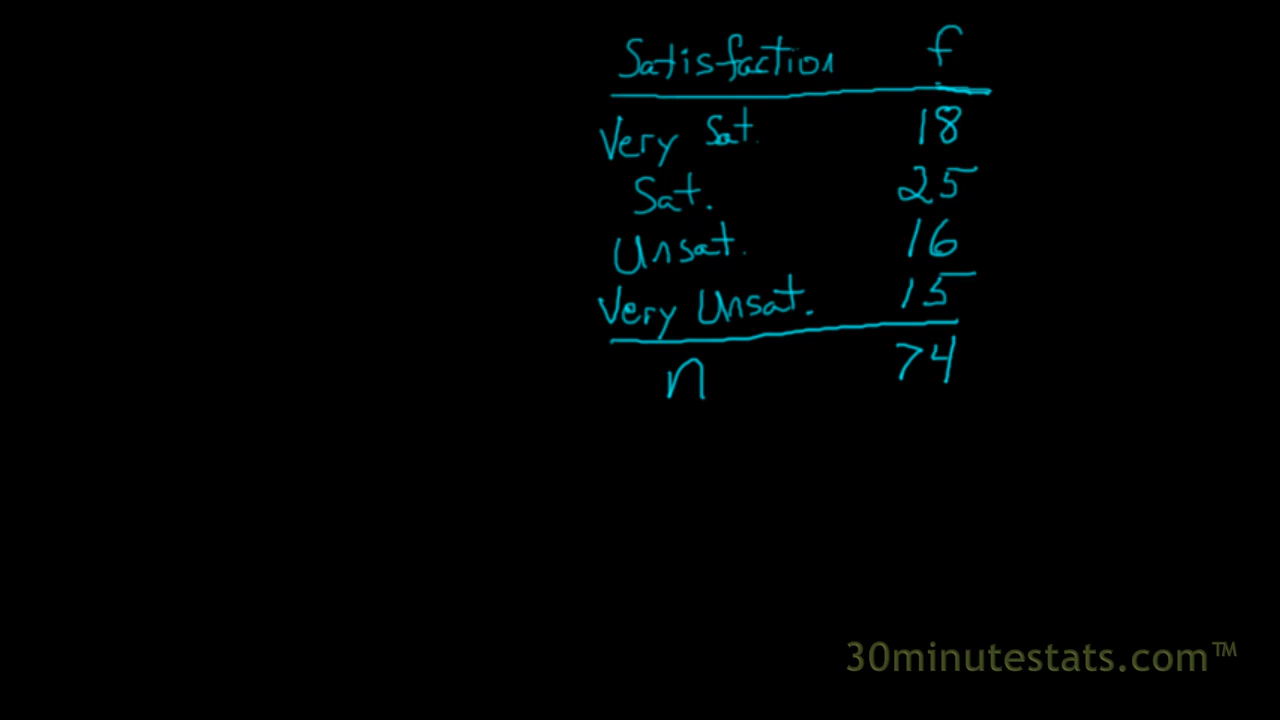 Satisfaction f
Very Sat. 18
Sat. 25
Unsat. 16
Very Unsat. 15
n 74
30minutestats.com™